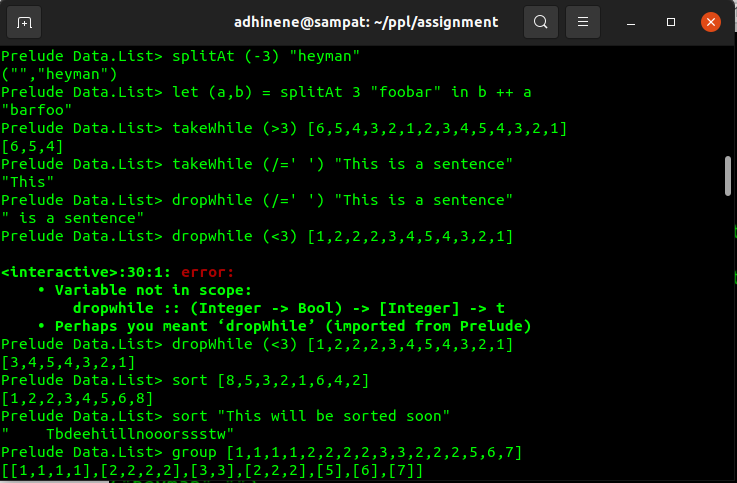 adhinene@sampat: ~/ppl/assignment
Prelude Data.List> splitAt (-3) "heyman"
("","heyman")
Prelude Data.List> let (a,b) = splitAt 3 "foobar" in b ++ a
"barfoo"
Prelude Data.List> takeWhile (>3) [6,5,4,3,2,1,2,3,4,5,4,3,2,1]
[6,5,4]
Prelude Data.List> takeWhile (/=' ') "This is a sentence"
"This"
Prelude Data.List> dropWhile (/=' ') "This is a sentence"
" is a sentence"
Prelude Data.List> dropwhile (<3) [1,2,2,2,3,4,5,4,3,2,1]
<interactive>:30:1: error:
• Variable not in scope:
dropwhile :: (Integer -> Bool) -> [Integer] -> t
• Perhaps you meant ‘dropWhile’ (imported from Prelude)
Prelude Data.List> dropWhile (<3) [1,2,2,2,3,4,5,4,3,2,1]
[3,4,5,4,3,2,1]
Prelude Data.List> sort [8,5,3,2,1,6,4,2]
[1,2,2,3,4,5,6,8]
Prelude Data.List> sort "This will be sorted soon"
"    Tbdeehiillnooorssstw"
Prelude Data.List> group [1,1,1,1,2,2,2,2,3,3,2,2,2,5,6,7]
[[1,1,1,1],[2,2,2,2],[3,3],[2,2,2],[5],[6],[7]]